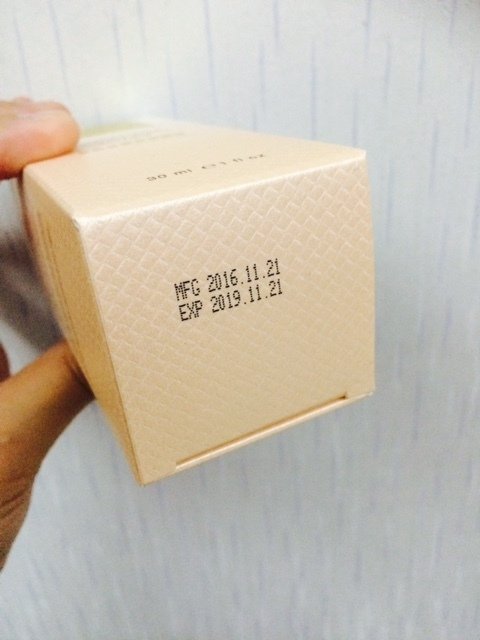 30 ml ℮ 1 fl oz
MFG 2016.11.21
EXP 2019.11.21